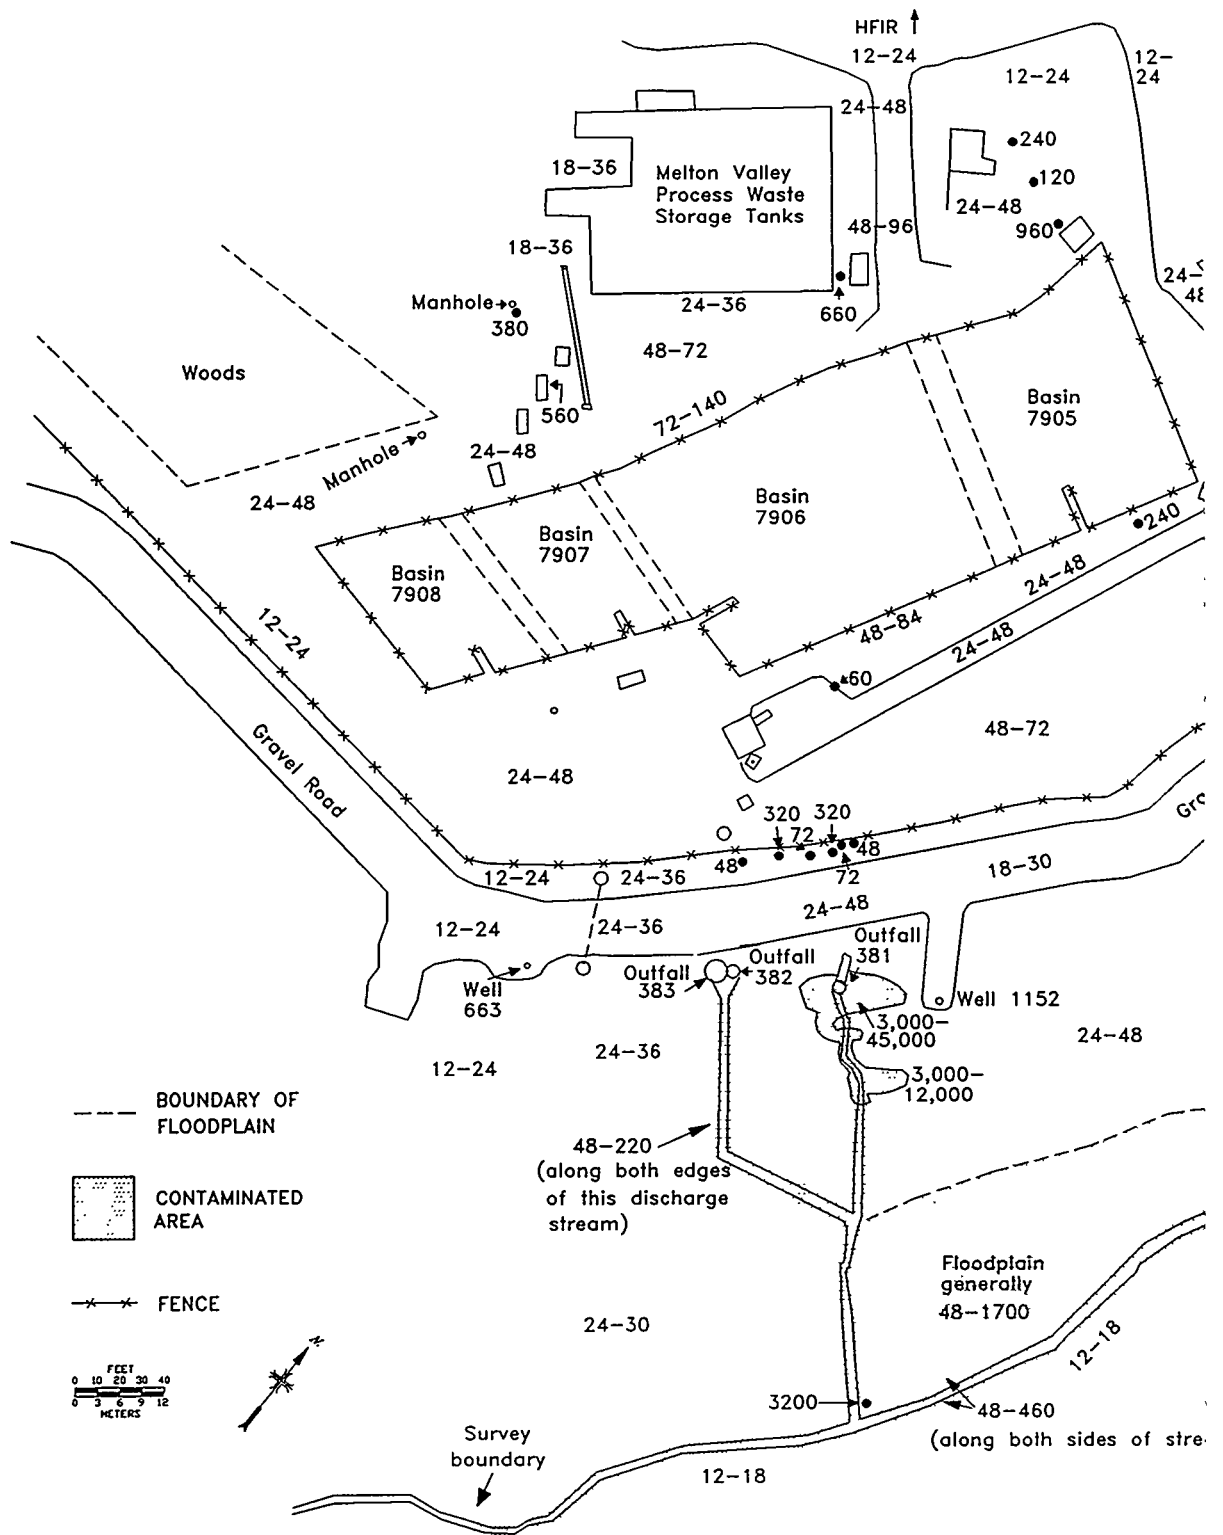 HFIR
12-24
12-24
12-
24
24-48
240
18-36
Melton Valley
Process Waste
Storage Tanks
120
24-48
48-96
960
18-36
24-
48
Manhole
24-36
380
660
48-72
Woods
560
72-140
Basin
7905
Manhole
24-48
24-48
Basin
7906
240
Basin
7907
Basin
7908
24-48
12-24
48-84
24-48
60
Gravel Road
48-72
24-48
320
320
72
48
48
72
12-24
24-36
18-30
24-48
12-24
24-36
Outfall
381
Outfall
382
Outfall
383
Well
663
Well 1152
3,000-
45,000
24-36
24-48
12-24
3,000-
12,000
BOUNDARY OF
FLOODPLAIN
48-220
(along both edges
of this discharge
stream)
CONTAMINATED
AREA
Floodplain
generally
48-1700
FENCE
24-30
12-18
N
FEET
0 10 20 30 40
0 3 6 9 12
METERS
3200
48-460
(along both sides of stre
Survey
boundary
12-18